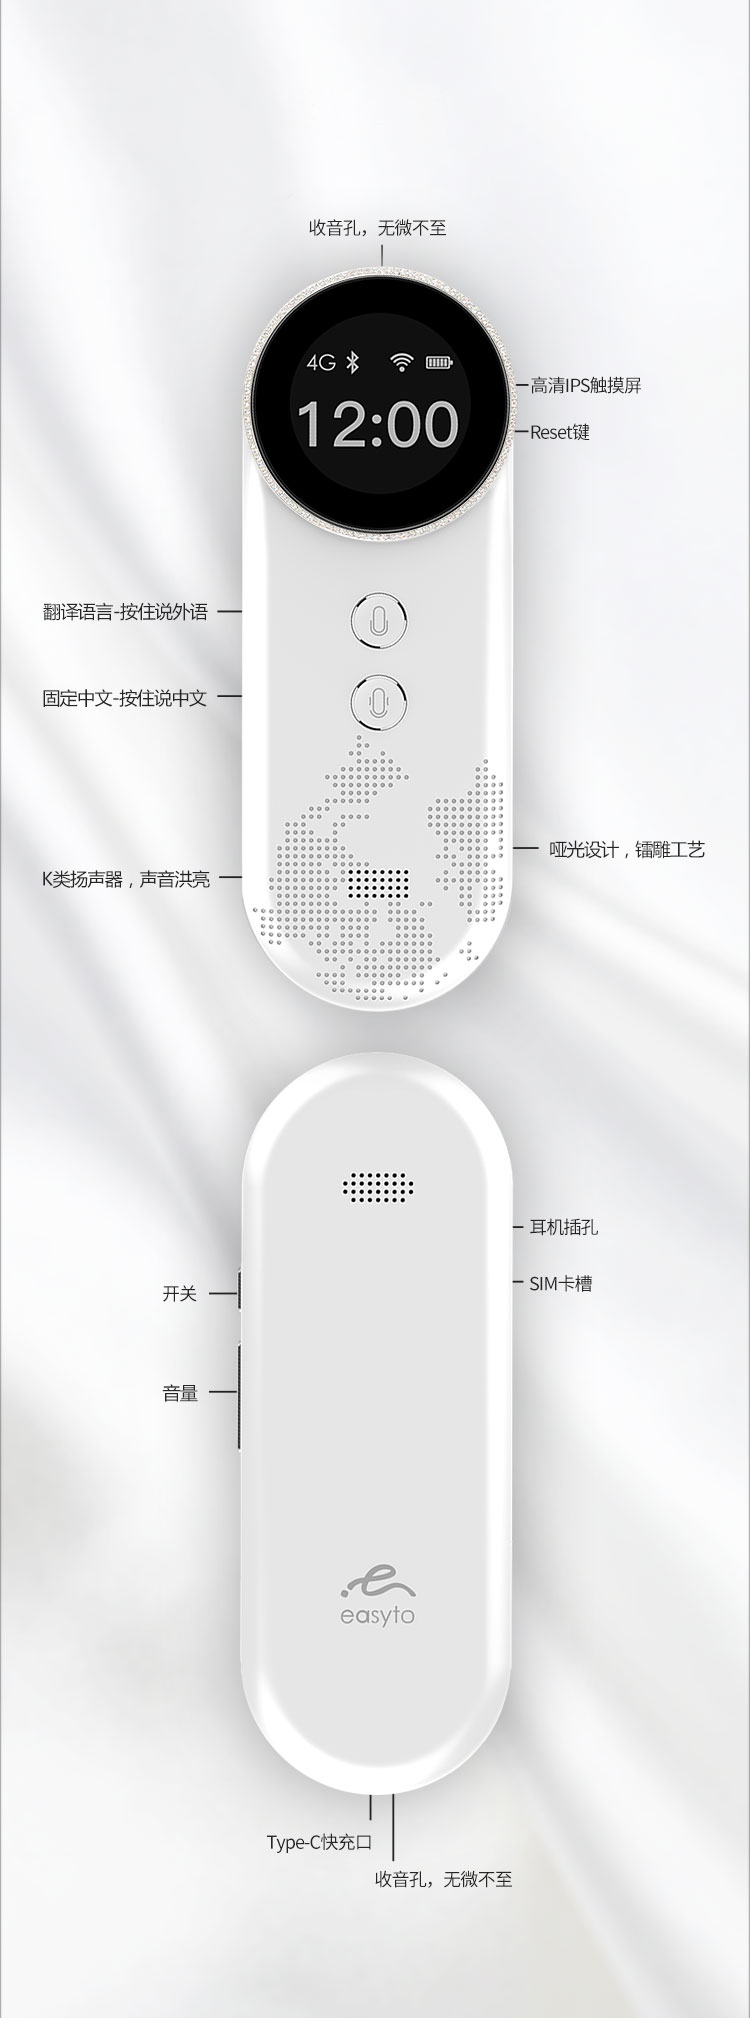 收音孔，无微不至
4G
12:00
高清IPS触摸屏
Reset键
翻译语言-按住说外语
固定中文-按住说中文
哑光设计，镭雕工艺
K类扬声器，声音洪亮
耳机插孔
SIM卡槽
开关
音量
easyto
Type-C快充口
收音孔，无微不至